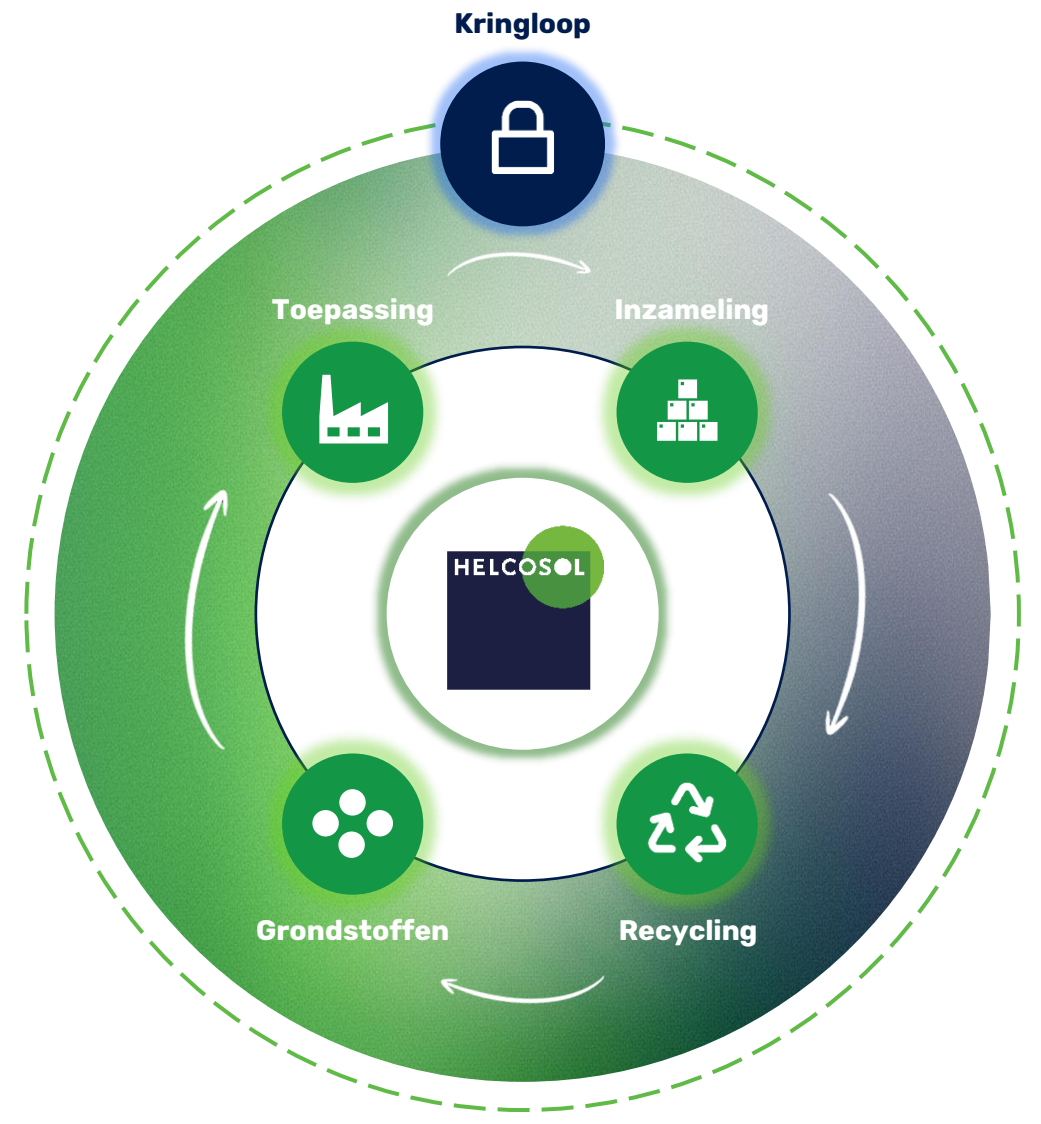 Kringloop
Toepassing
Inzameling
HELCOSOL
Grondstoffen
Recycling